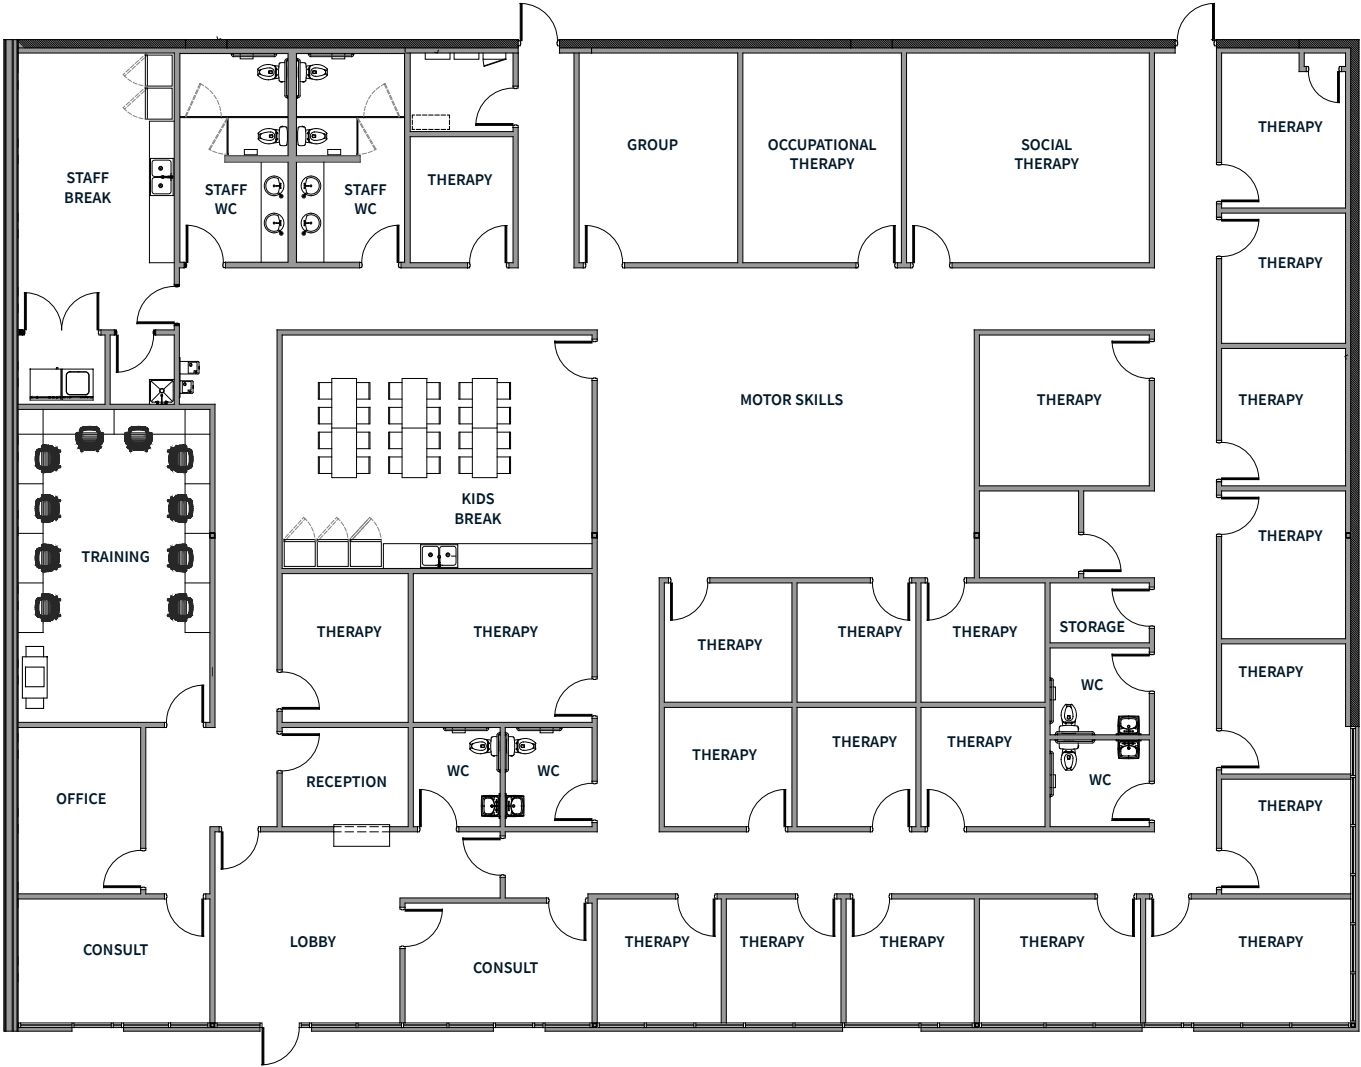 STAFF
BREAK
STAFF
WC
STAFF
WC
THERAPY
GROUP
OCCUPATIONAL
THERAPY
SOCIAL
THERAPY
THERAPY
THERAPY
MOTOR SKILLS
THERAPY
THERAPY
KIDS
BREAK
TRAINING
THERAPY
THERAPY
THERAPY
THERAPY
THERAPY
THERAPY
STORAGE
THERAPY
WC
OFFICE
RECEPTION
WC
WC
THERAPY
THERAPY
THERAPY
WC
THERAPY
CONSULT
LOBBY
CONSULT
THERAPY
THERAPY
THERAPY
THERAPY
THERAPY